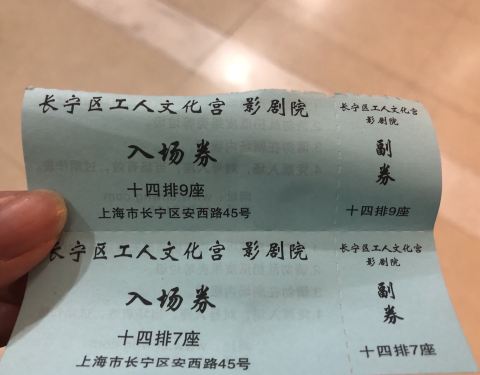 长宁区工人文化宫 影剧院
入场券
十四排9座
上海市长宁区安西路45号
长宁区工人文化宫
影剧院
副
券
十四排9座
长宁区工人文化宫 影剧院
入场券
十四排7座
上海市长宁区安西路45号
长宁区工人文化宫
影剧院
副
券
十四排7座